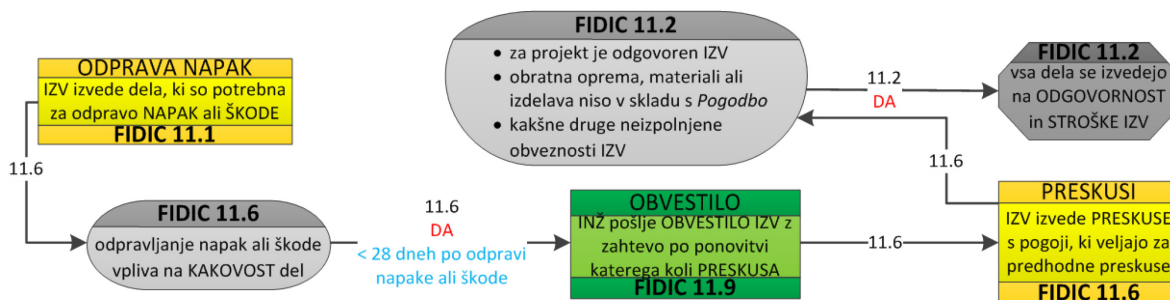 ODPRAVA NAPAK
IZV izvede dela, ki so potrebna
za odpravo NAPAK ali ŠKODE
FIDIC 11.1
11.6
FIDIC 11.6
odpravljanje napak ali škode
vpliva na KAKOVOST del
11.6
DA
< 28 dneh po odpravi
napake ali škode
OBVESTILO
INŽ pošlje OBVESTILO IZV z
zahtevo po ponovitvi
katerega koli PRESKUSA
FIDIC 11.9
11.6
PRESKUSI
IZV izvede PRESKUSE
s pogoji, ki veljajo za
predhodne preskuse
FIDIC 11.6
11.6
FIDIC 11.2
• za projekt je odgovoren IZV
• obratna oprema, materiali ali
izdelava niso v skladu s Pogodbo
• kakšne druge neizpolnjene
obveznosti IZV
11.2
DA
FIDIC 11.2
vsa dela se izvedejo
na ODGOVORNOST
in STROŠKE IZV